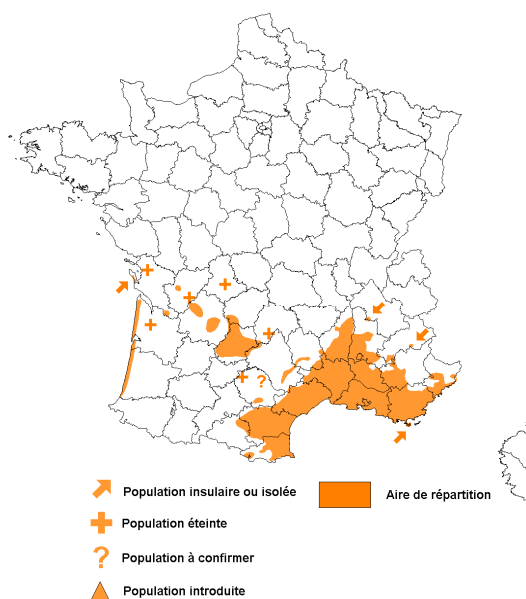 Population insulaire ou isolée
Aire de répartition
Population éteinte
?
Population à confirmer
?
Population introduite